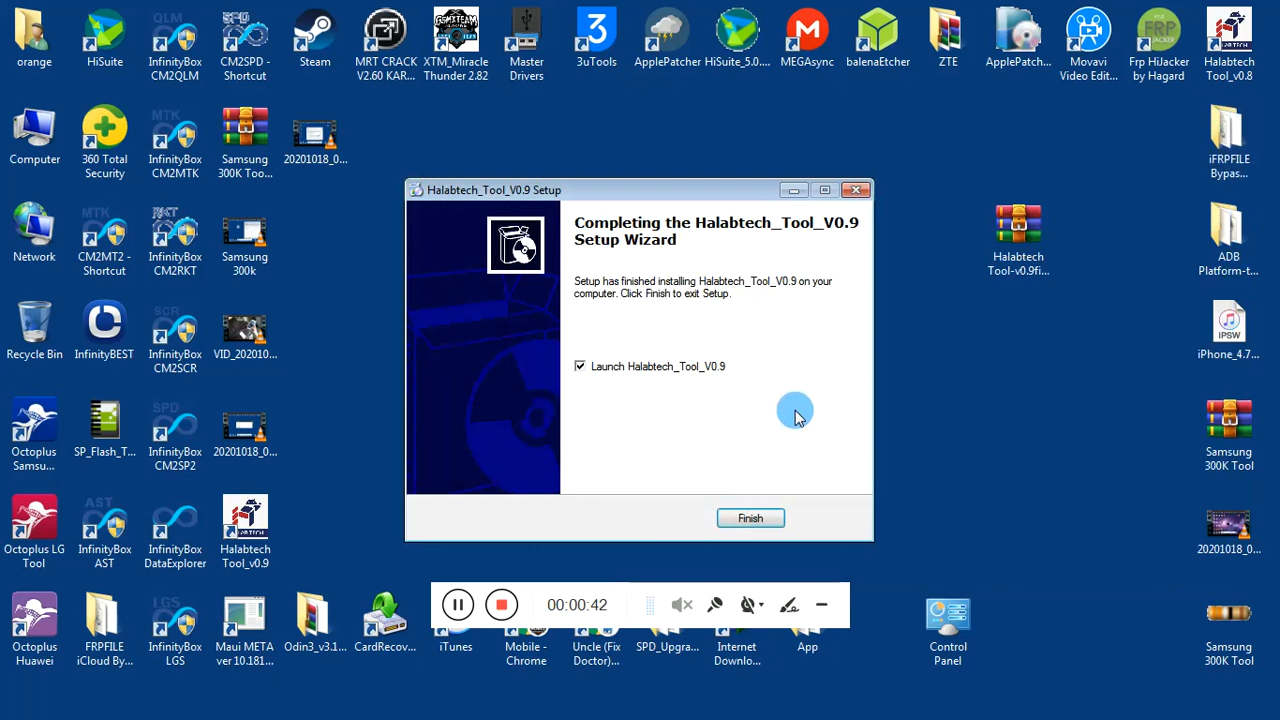 orange
HiSuite
InfinityBox
CM2QLM
CM2SPD -
Shortcut
Steam
MRT CRACK
V2.60 KAR...
XTM_Miracle
Thunder 2.82
Master
Drivers
3uTools
ApplePatcher
HiSuite_5.0....
MEGAsync
balenaEtcher
ZTE
ApplePatch...
Movavi
Video Edit...
Frp HiJacker
by Hagard
Halabtech
Tool_v0.8
Computer
360 Total
Security
InfinityBox
CM2MTK
Samsung
300K Too...
20201018_0...
iFRPFILE
Bypas...
Network
CM2MT2 -
Shortcut
InfinityBox
CM2RKT
Samsung
300k
Halabtech
Tool-v0.9fi...
ADB
Platform-t...
Recycle Bin
InfinityBEST
InfinityBox
CM2SCR
VID_202010...
IPSW
iPhone_4.7...
Octoplus
Samsu...
SP_Flash_T...
InfinityBox
CM2SP2
20201018_0...
Samsung
300K Tool
Octoplus LG
Tool
InfinityBox
AST
InfinityBox
DataExplorer
Halabtech
Tool_v0.9
20201018_0...
Octoplus
Huawei
FRPFILE
iCloud By...
InfinityBox
LGS
Maui META
ver 10.181...
Odin3_v3.1...
CardRecov...
iTunes
Mobile -
Chrome
Uncle (Fix
Doctor)...
SPD_Upgra...
Internet
Downlo...
App
Control
Panel
Samsung
300K Tool
Halabtech_Tool_V0.9 Setup
Completing the Halabtech_Tool_V0.9
Setup Wizard
Setup has finished installing Halabtech_Tool_V0.9 on your
computer. Click Finish to exit Setup.
Launch Halabtech_Tool_V0.9
Finish
00:00:42